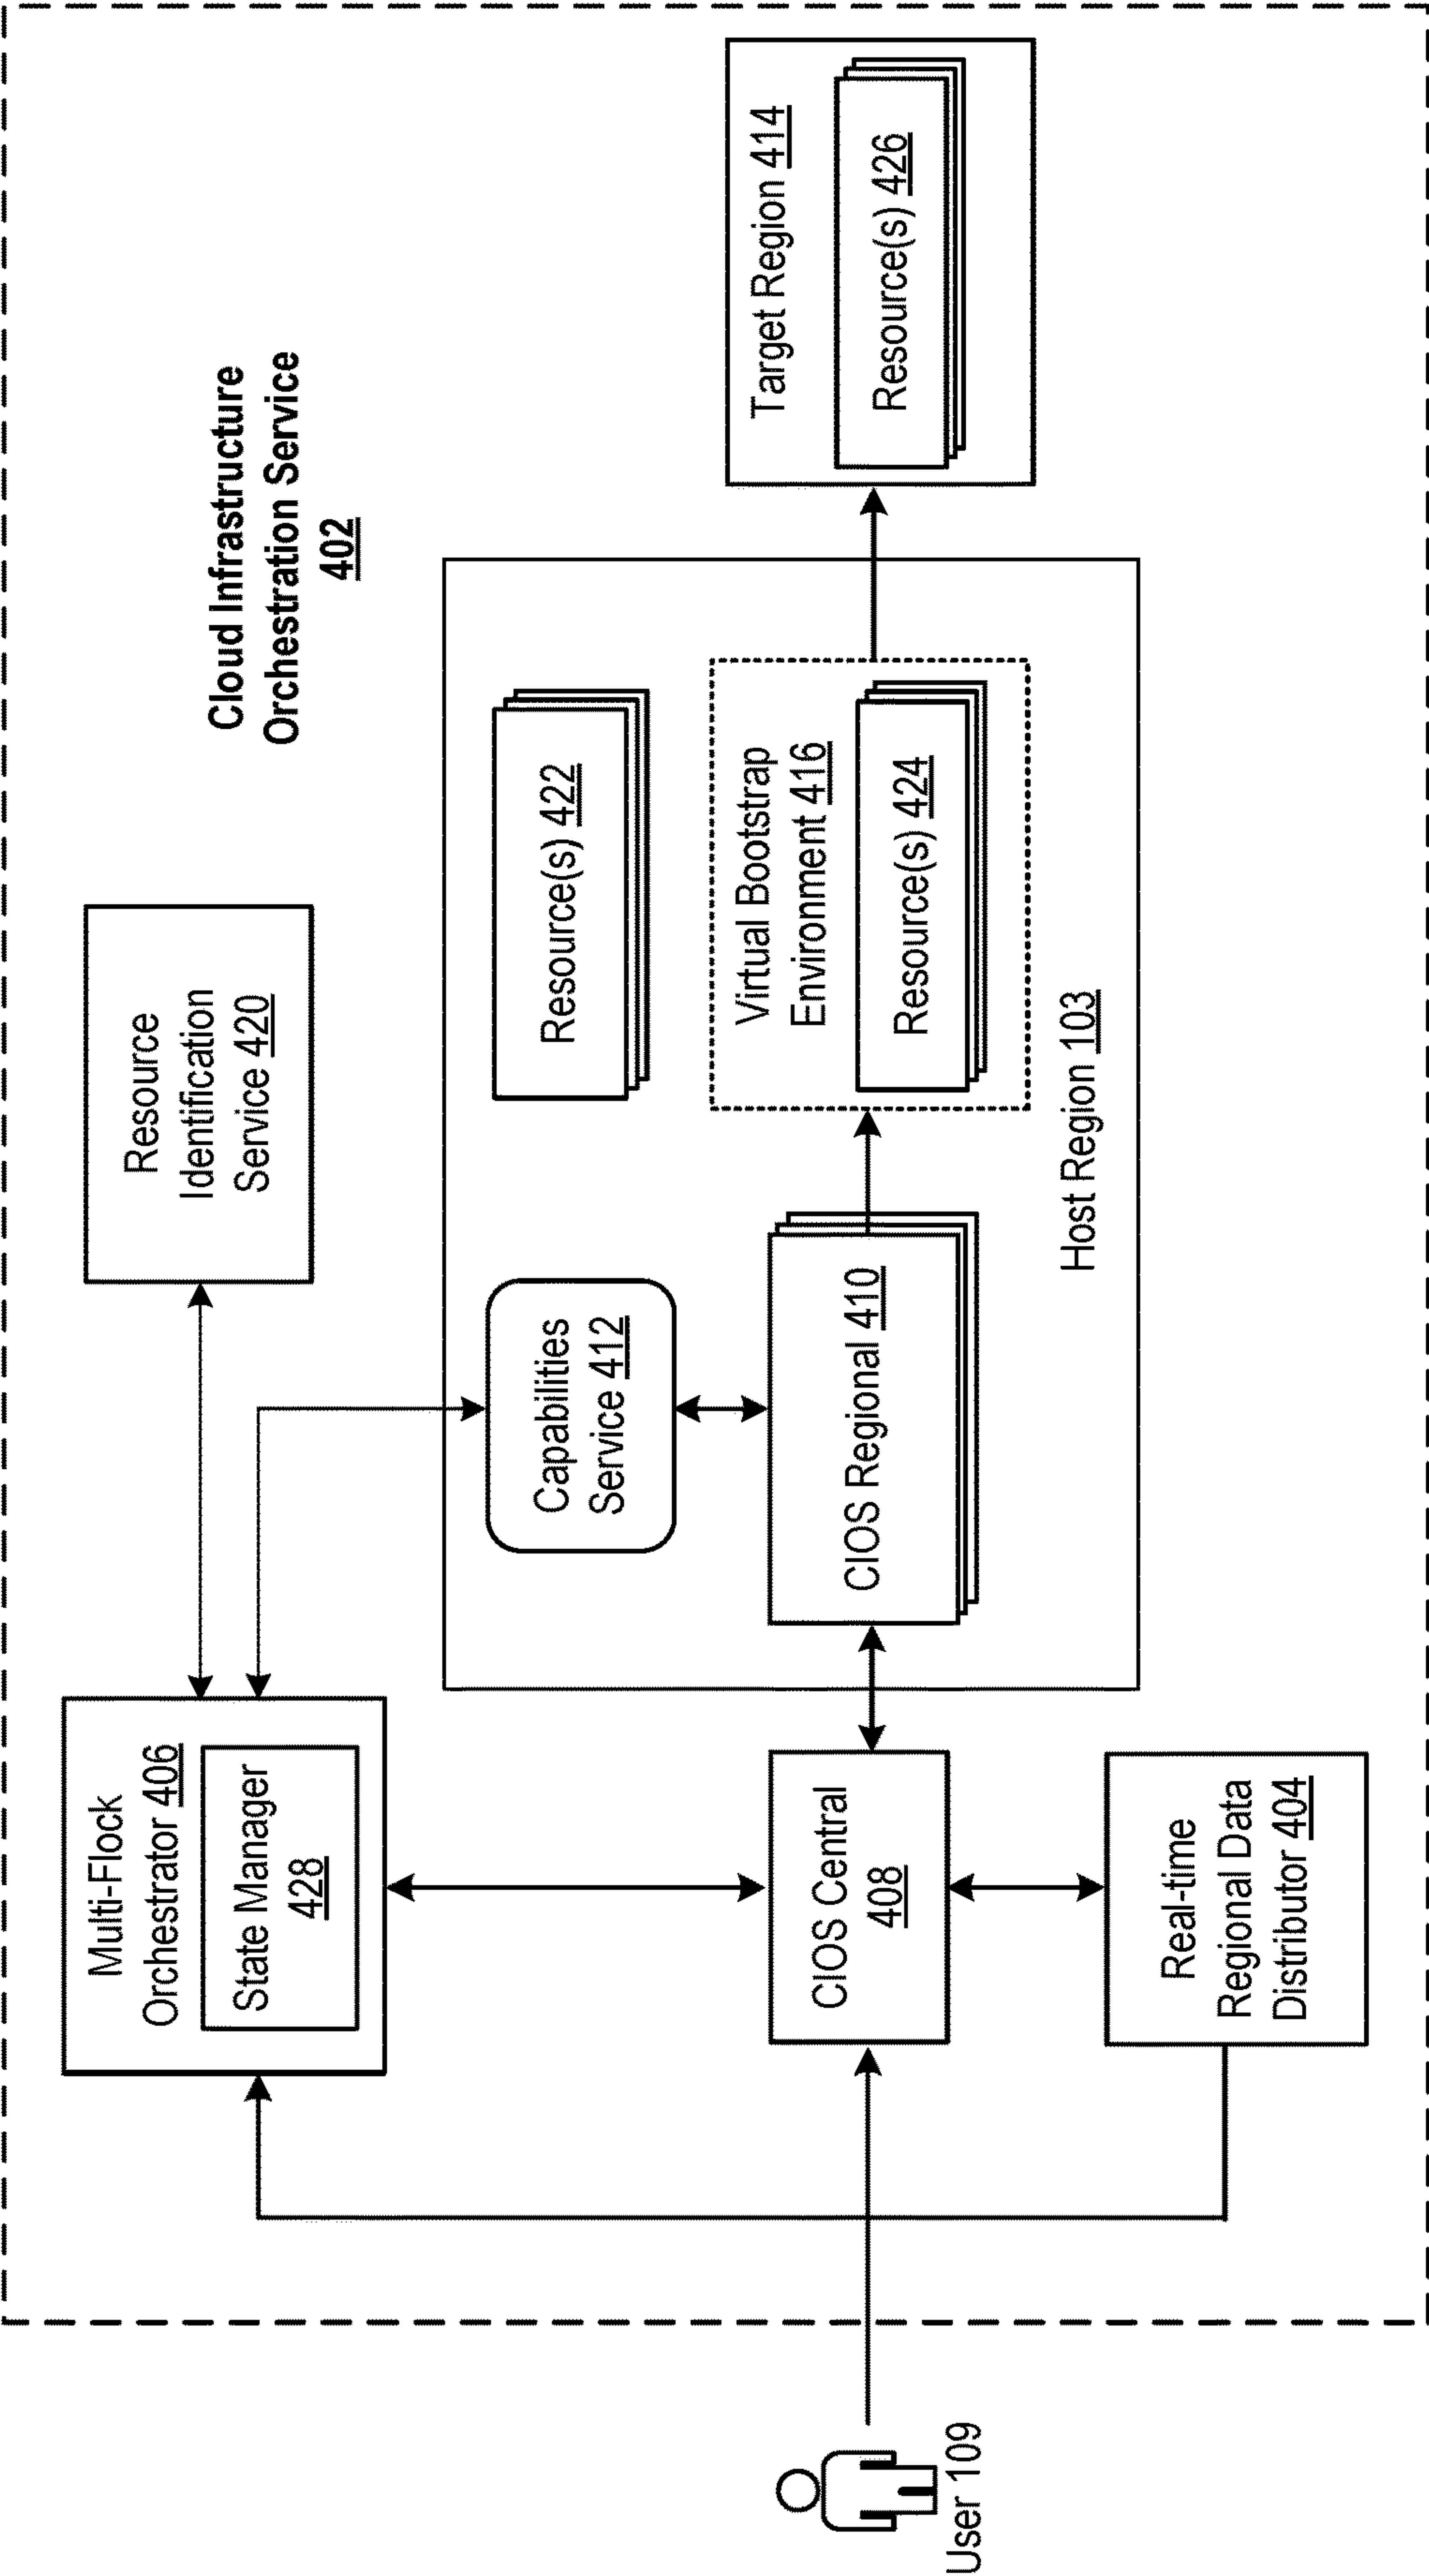 Cloud Infrastructure
Orchestration Service
402
Multi-Flock
Orchestrator 406
State Manager
428
Resource
Identification
Service 420
Capabilities
Service 412
Resource(s) 422
Virtual Bootstrap
Environment 416
Resource(s) 424
Target Region 414
Resource(s) 426
User 109
CIOS Central
408
CIOS Regional 410
Host Region 103
Real-time
Regional Data
Distributor 404